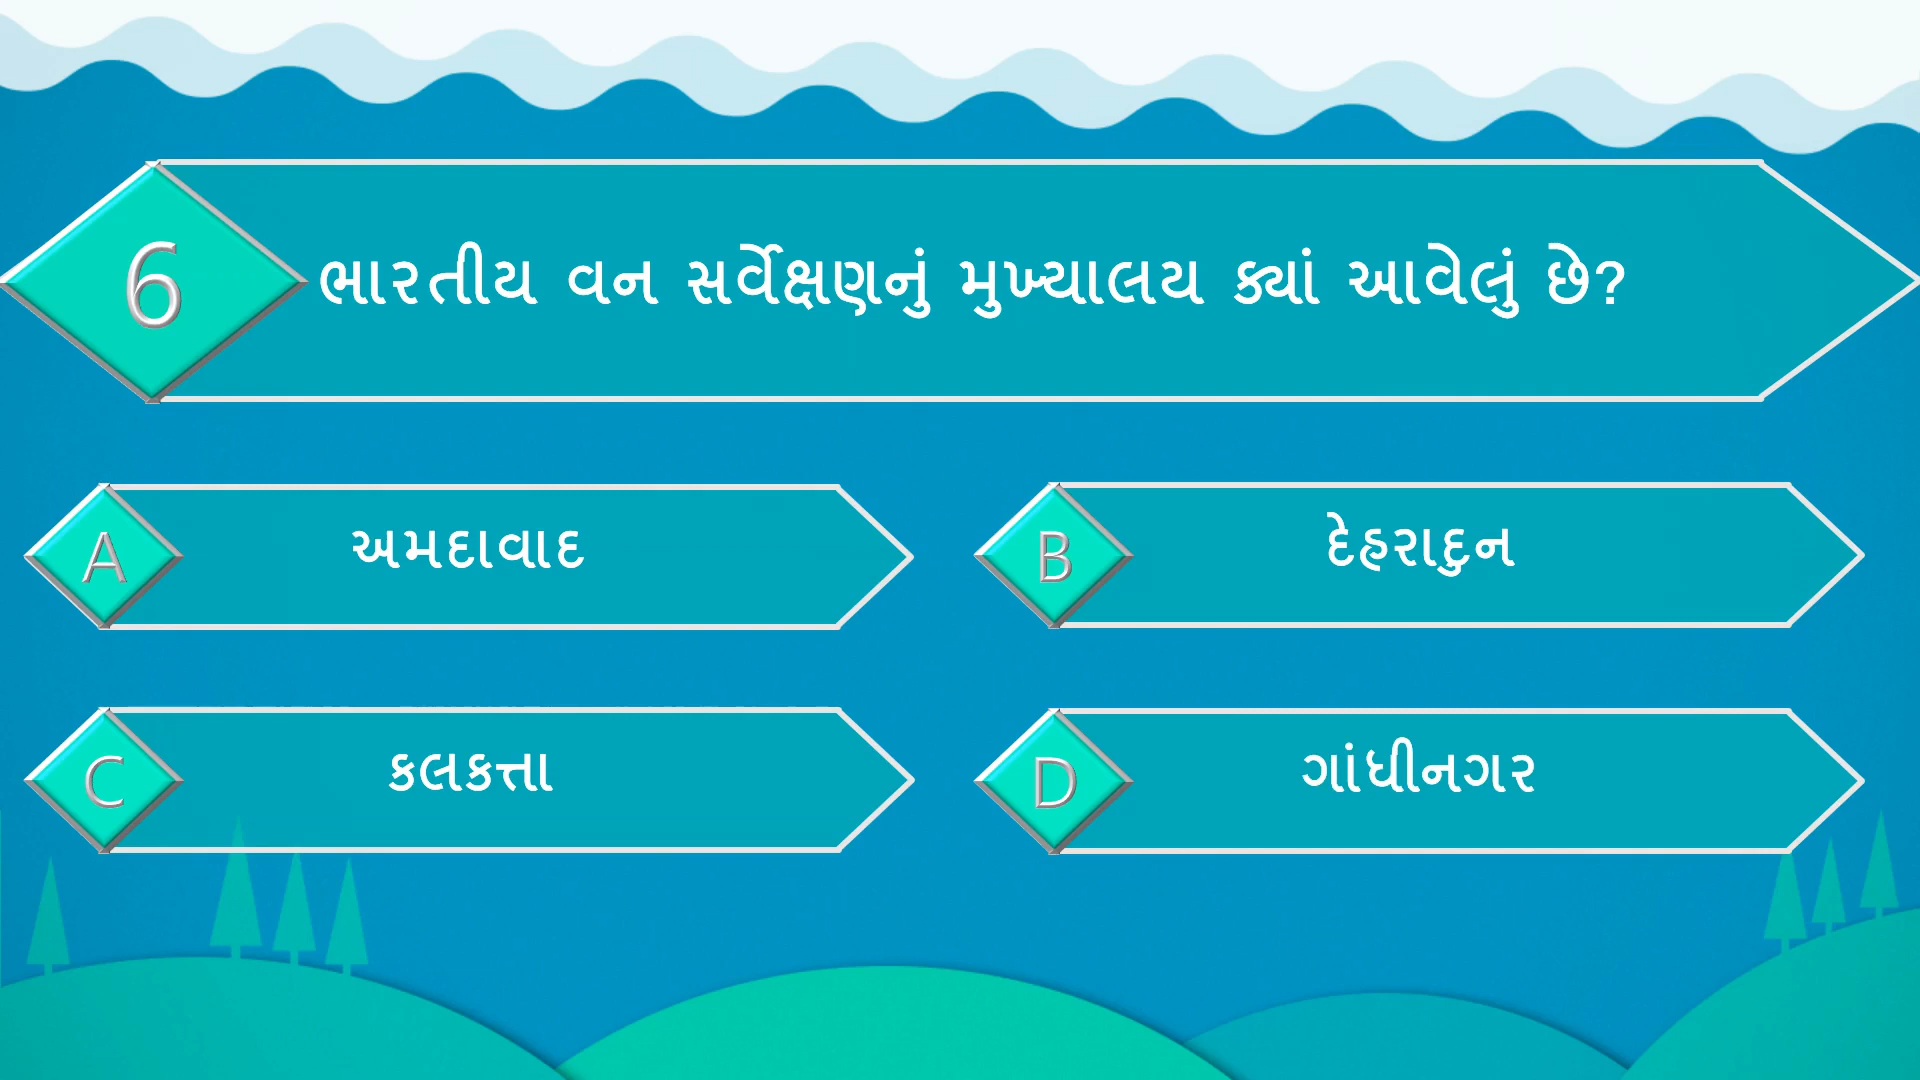 6
ભારતીય વન સર્વેક્ષણનું મુખ્યાલય ક્યાં આવેલું છે?
A
અમદાવાદ
B
દેહરાદુન
C
કલકત્તા
D
ગાંધીનગર